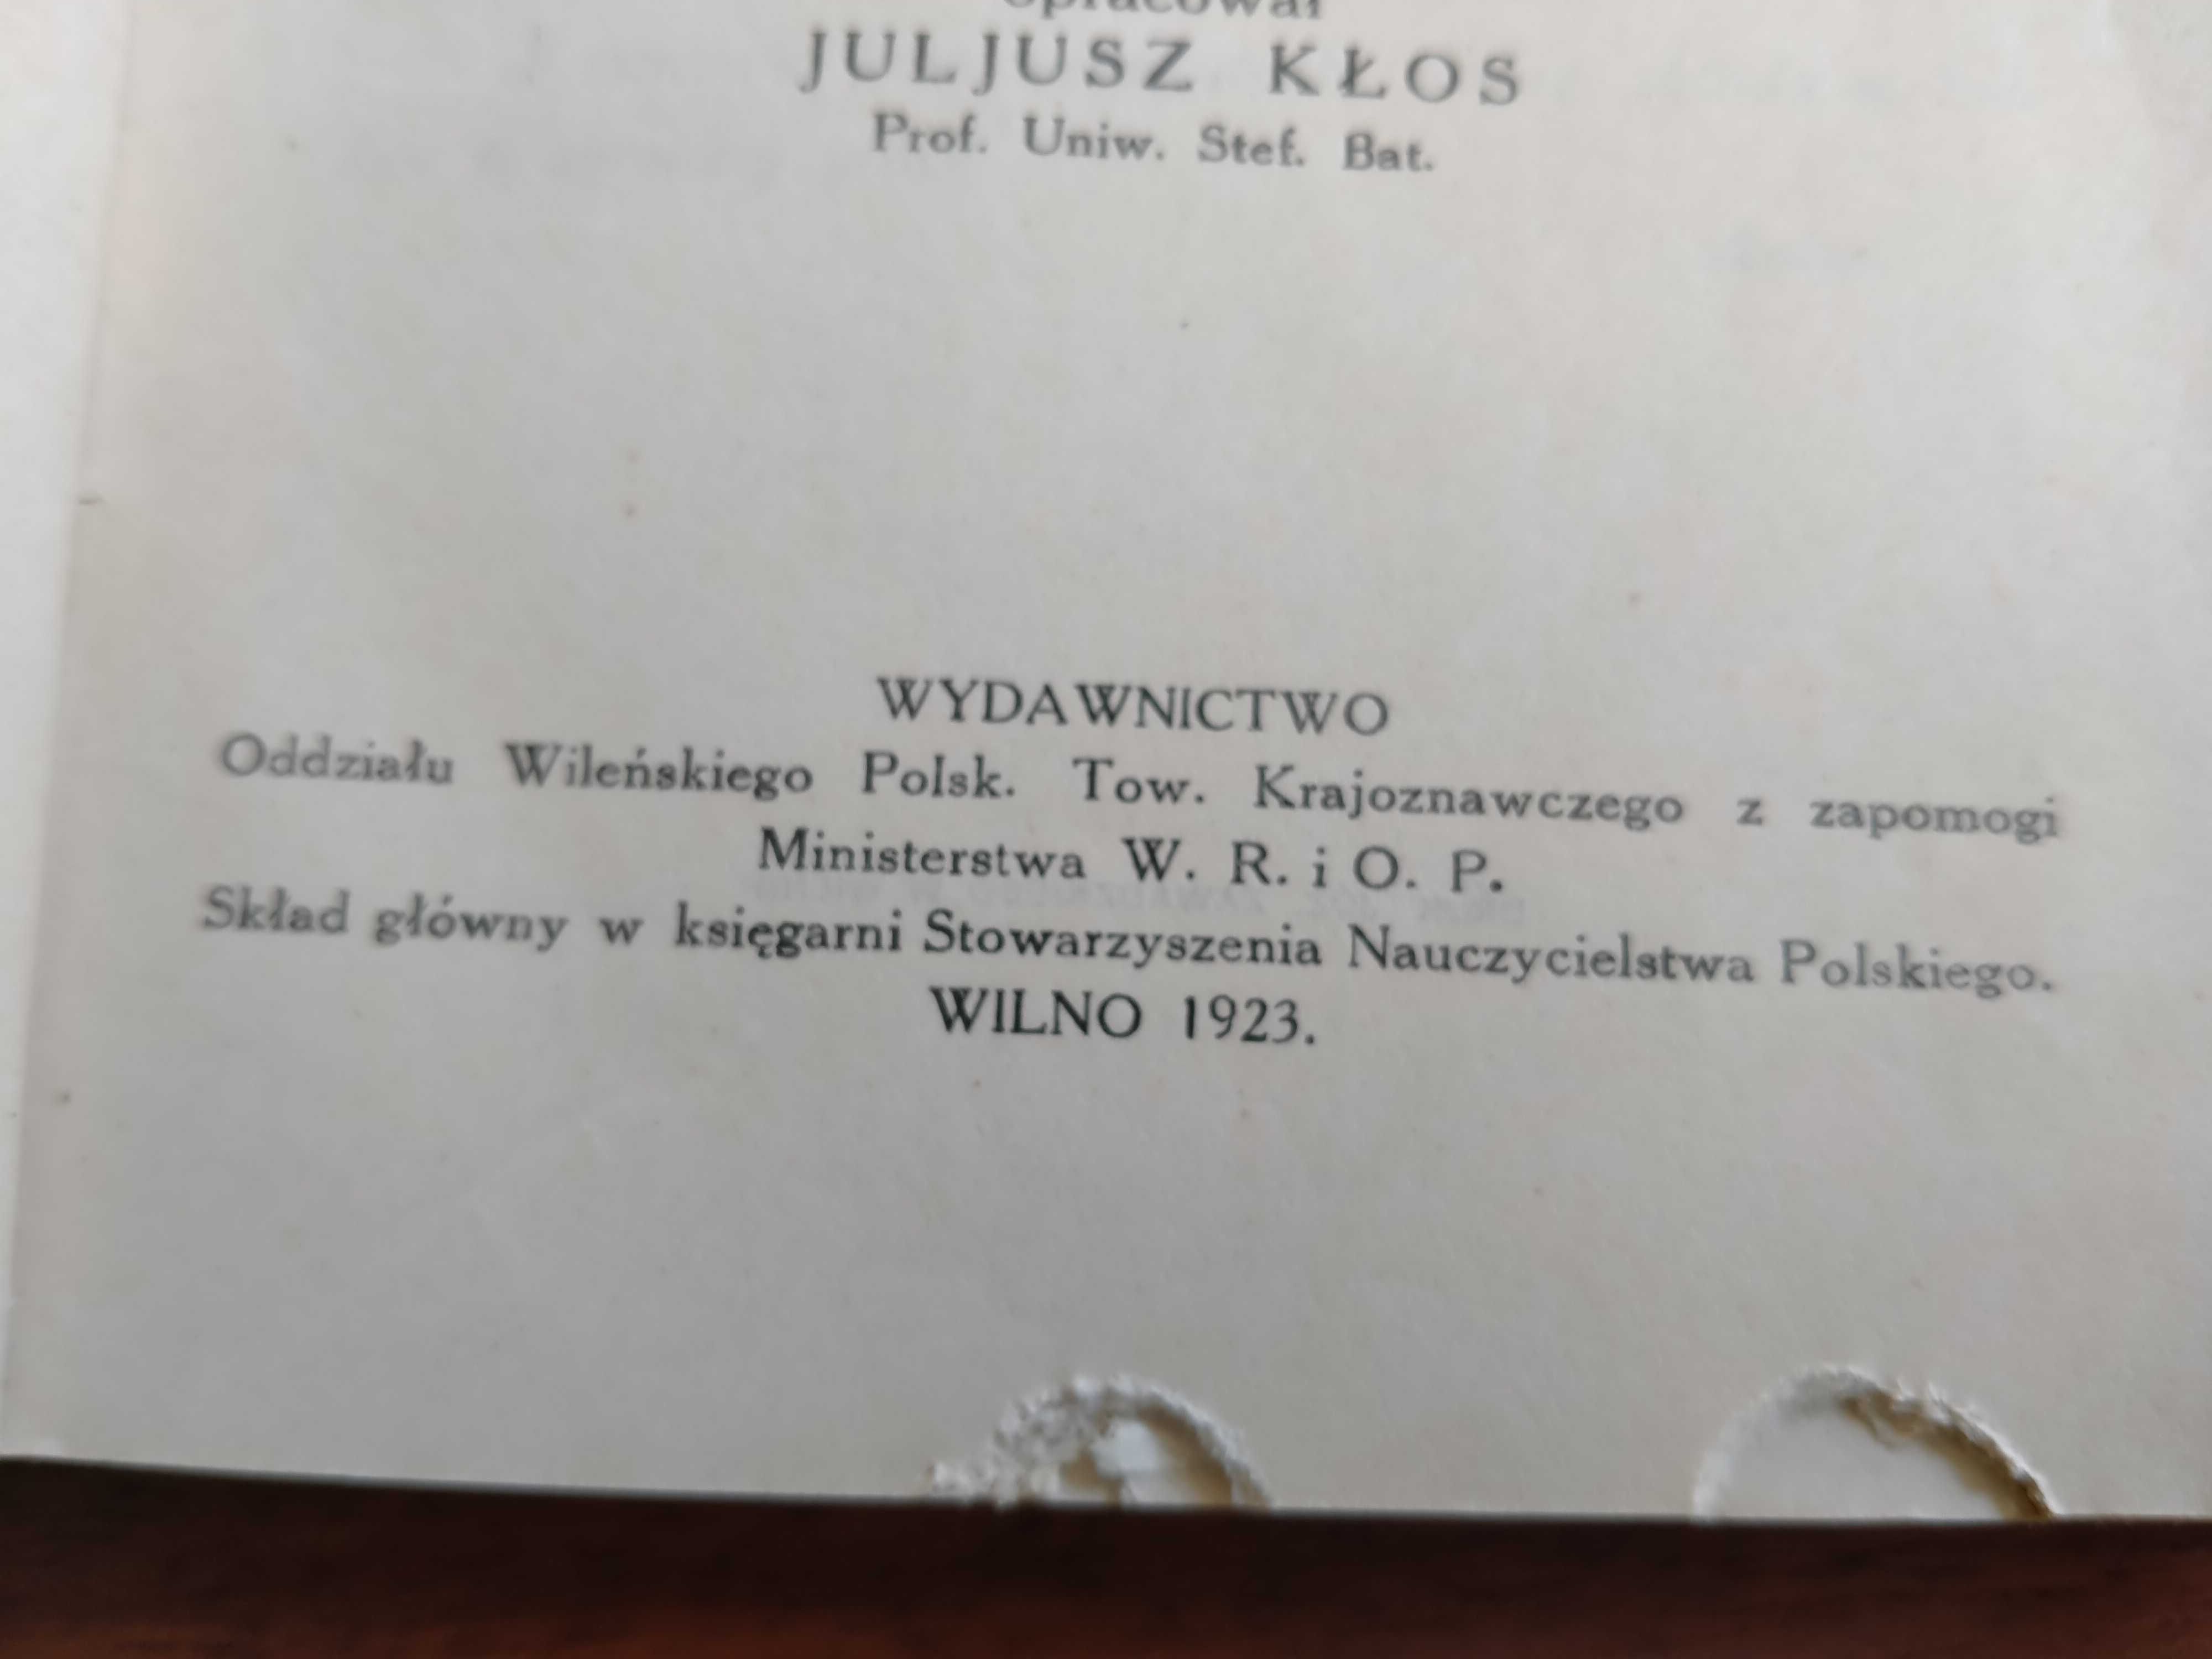 opracował
JULJUSZ KŁOS
Prof. Uniw. Stef. Bat.
WYDAWNICTWO
Oddziału Wileńskiego Polsk. Tow. Krajoznawczego z zapomogi
Ministerstwa W. R. i O. P.
Skład główny w księgarni Stowarzyszenia Nauczycielstwa Polskiego.
WILNO 1923.